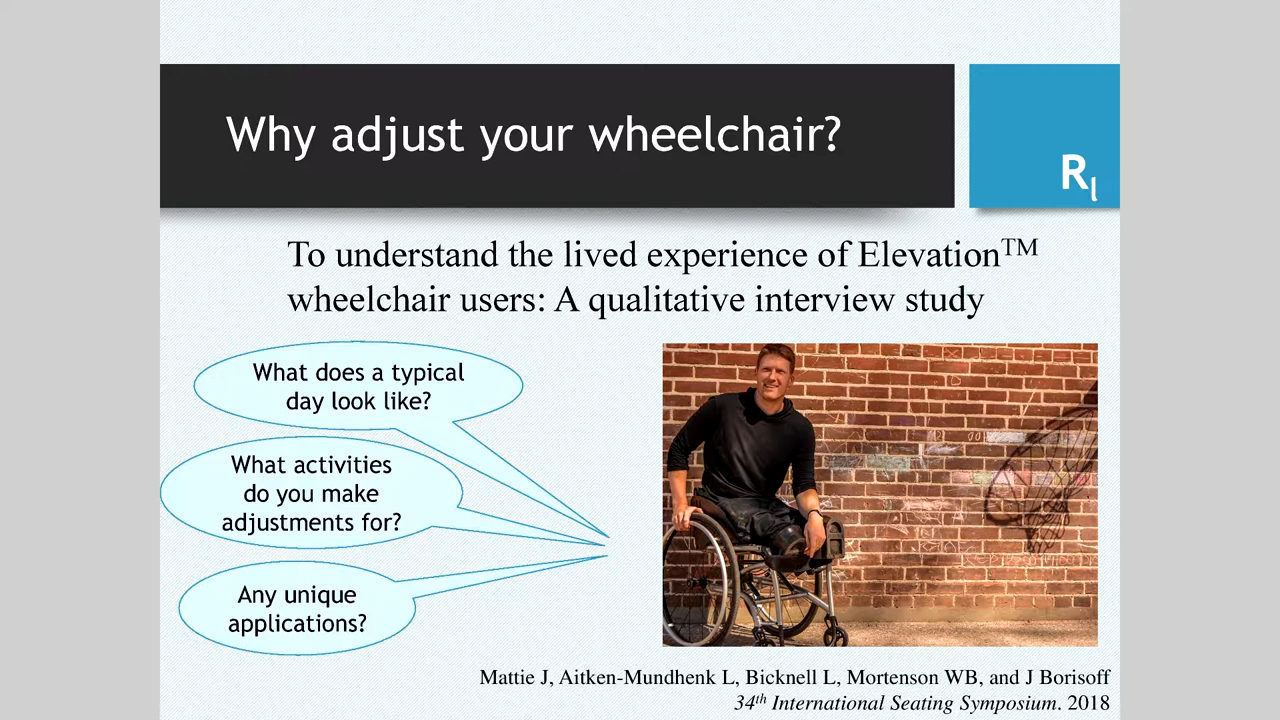 Why adjust your wheelchair?
Rl
To understand the lived experience of Elevation™
wheelchair users: A qualitative interview study
What does a typical
day look like?
What activities
do you make
adjustments for?
Any unique
applications?
Mattie J, Aitken-Mundhenk L, Bicknell L, Mortenson WB, and J Borisoff
34th International Seating Symposium. 2018